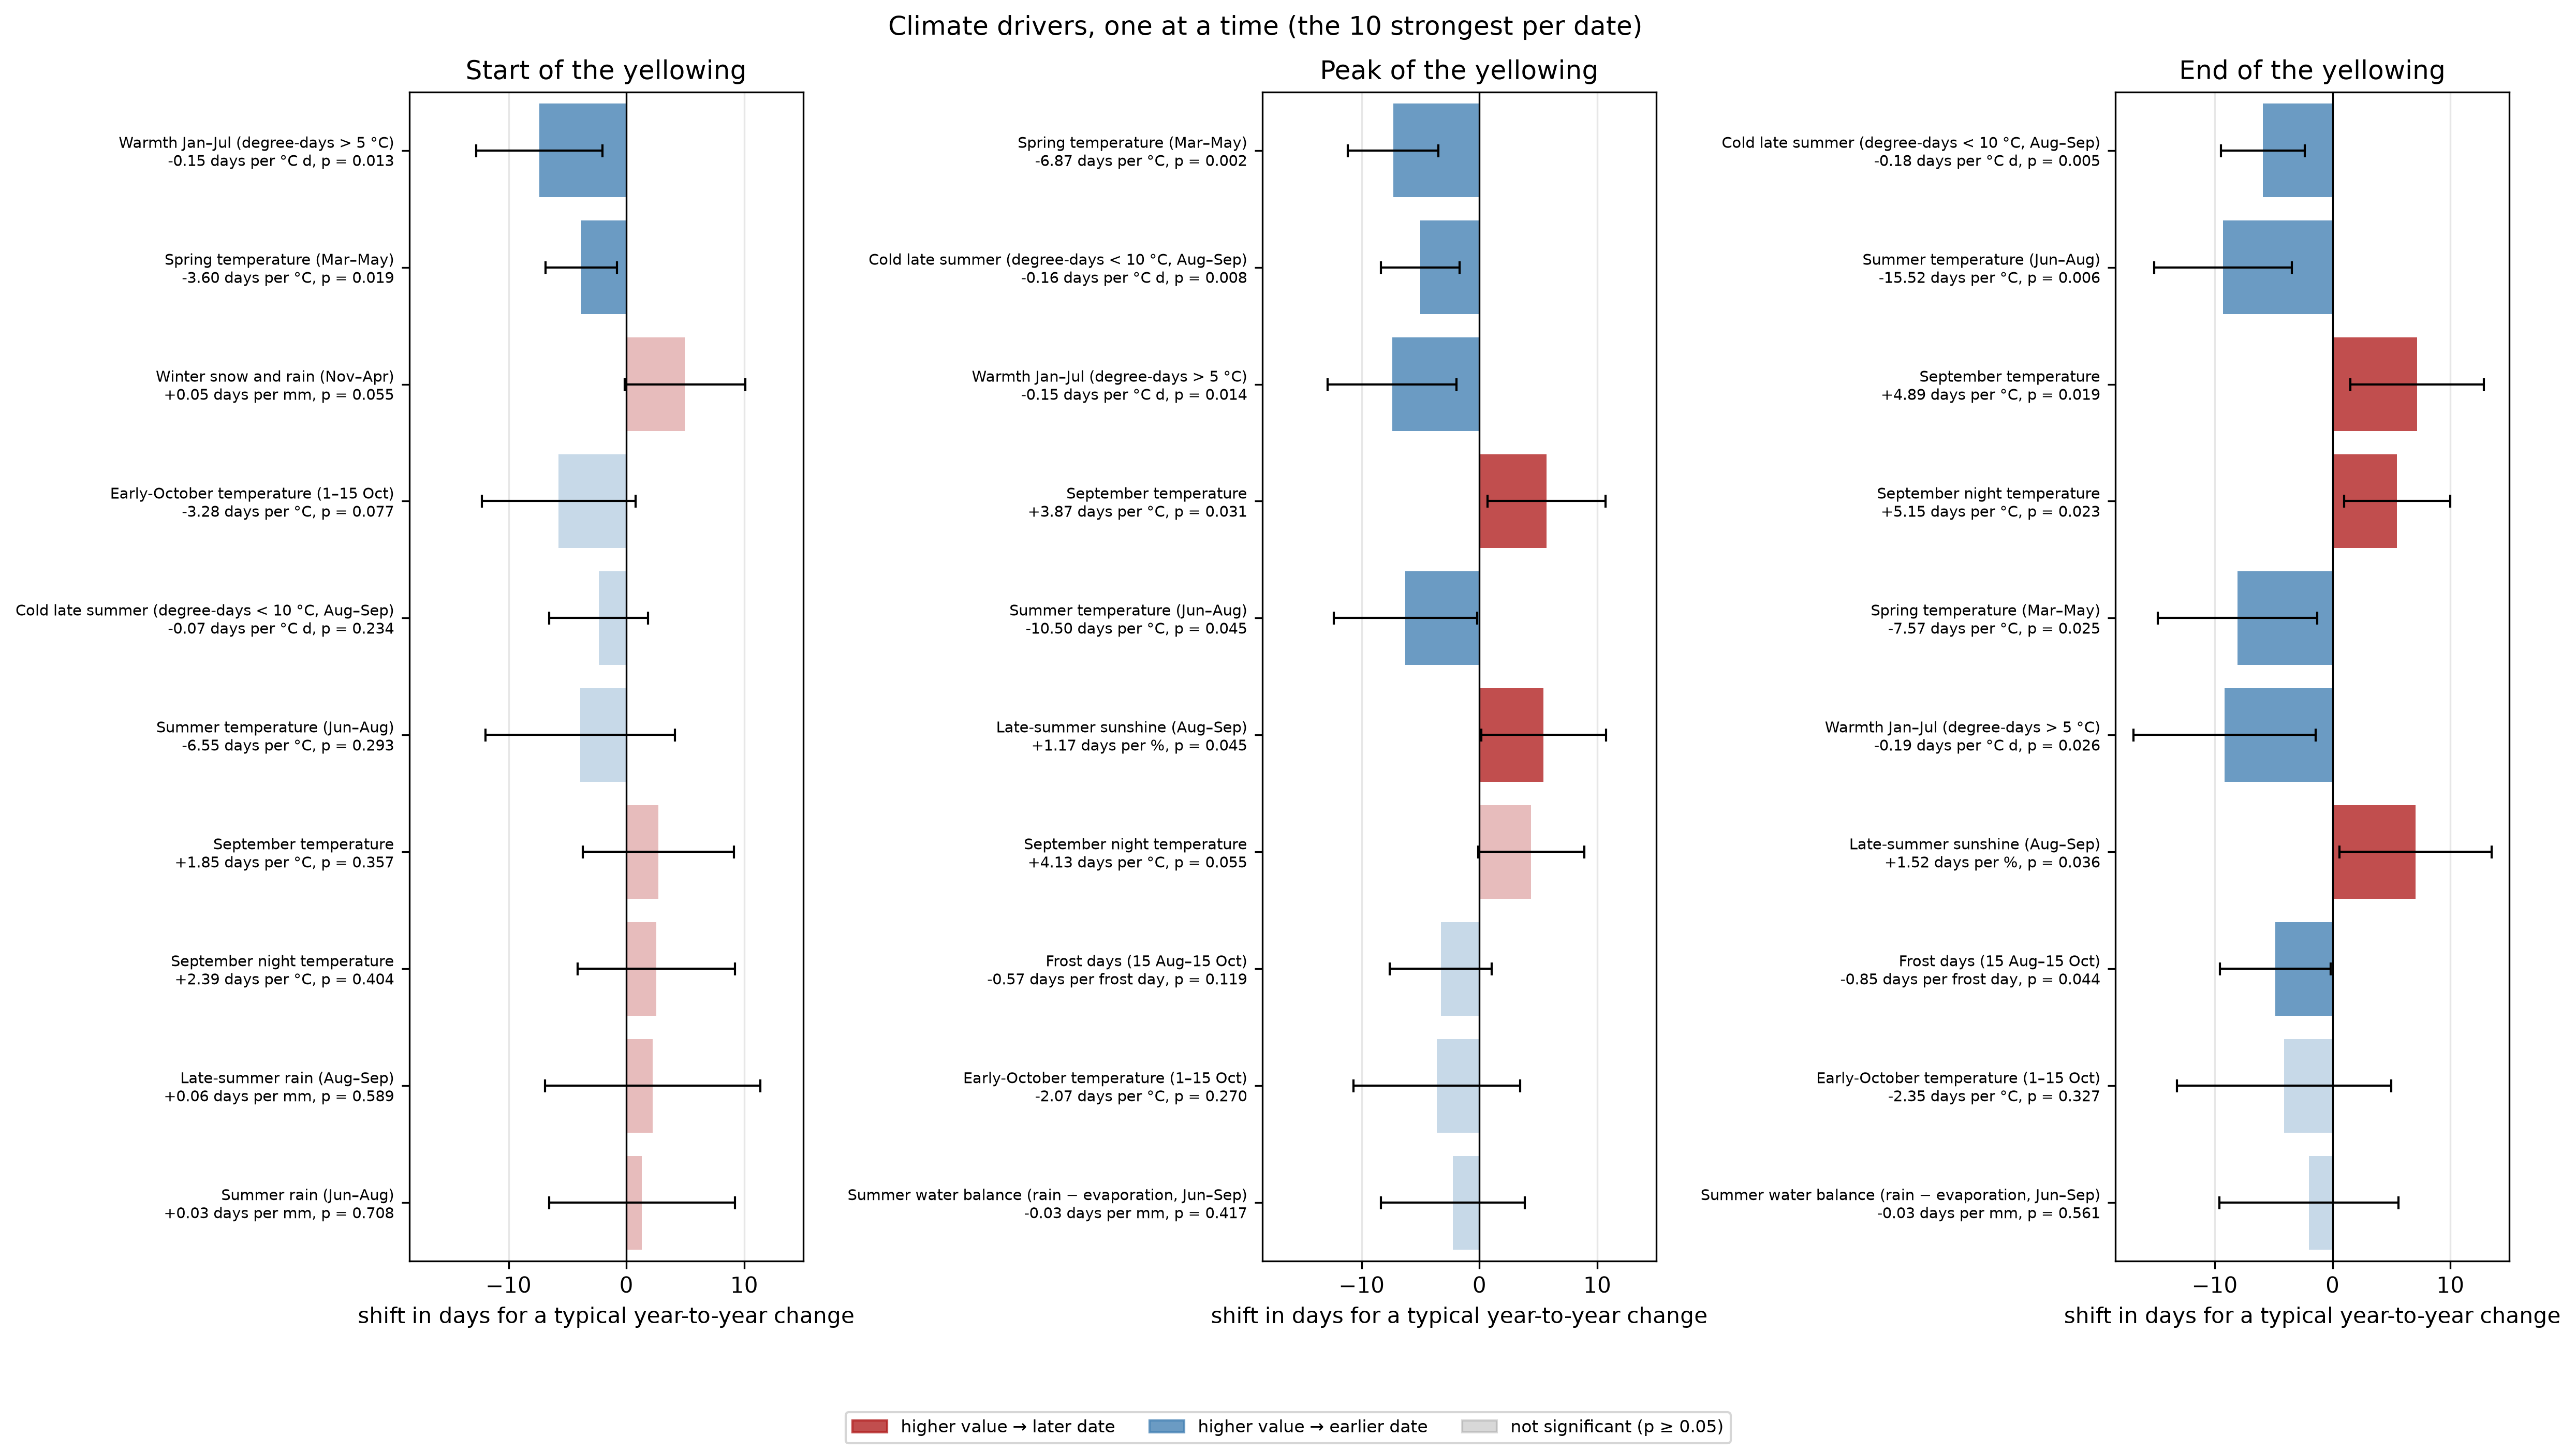 Climate drivers, one at a time (the 10 strongest per date)
Start of the yellowing
Warmth Jan–Jul (degree-days > 5 °C)
-0.15 days per °C d, p = 0.013
Spring temperature (Mar–May)
-3.60 days per °C, p = 0.019
Winter snow and rain (Nov–Apr)
+0.05 days per mm, p = 0.055
Early-October temperature (1–15 Oct)
-3.28 days per °C, p = 0.077
Cold late summer (degree-days < 10 °C, Aug–Sep)
-0.07 days per °C d, p = 0.234
Summer temperature (Jun–Aug)
-6.55 days per °C, p = 0.293
September temperature
+1.85 days per °C, p = 0.357
September night temperature
+2.39 days per °C, p = 0.404
Late-summer rain (Aug–Sep)
+0.06 days per mm, p = 0.589
Summer rain (Jun–Aug)
+0.03 days per mm, p = 0.708
−10 0 10
shift in days for a typical year-to-year change
Peak of the yellowing
Spring temperature (Mar–May)
-6.87 days per °C, p = 0.002
Cold late summer (degree-days < 10 °C, Aug–Sep)
-0.16 days per °C d, p = 0.008
Warmth Jan–Jul (degree-days > 5 °C)
-0.15 days per °C d, p = 0.014
September temperature
+3.87 days per °C, p = 0.031
Summer temperature (Jun–Aug)
-10.50 days per °C, p = 0.045
Late-summer sunshine (Aug–Sep)
+1.17 days per %, p = 0.045
September night temperature
+4.13 days per °C, p = 0.055
Frost days (15 Aug–15 Oct)
-0.57 days per frost day, p = 0.119
Early-October temperature (1–15 Oct)
-2.07 days per °C, p = 0.270
Summer water balance (rain − evaporation, Jun–Sep)
-0.03 days per mm, p = 0.417
−10 0 10
shift in days for a typical year-to-year change
End of the yellowing
Cold late summer (degree-days < 10 °C, Aug–Sep)
-0.18 days per °C d, p = 0.005
Summer temperature (Jun–Aug)
-15.52 days per °C, p = 0.006
September temperature
+4.89 days per °C, p = 0.019
September night temperature
+5.15 days per °C, p = 0.023
Spring temperature (Mar–May)
-7.57 days per °C, p = 0.025
Warmth Jan–Jul (degree-days > 5 °C)
-0.19 days per °C d, p = 0.026
Late-summer sunshine (Aug–Sep)
+1.52 days per %, p = 0.036
Frost days (15 Aug–15 Oct)
-0.85 days per frost day, p = 0.044
Early-October temperature (1–15 Oct)
-2.35 days per °C, p = 0.327
Summer water balance (rain − evaporation, Jun–Sep)
-0.03 days per mm, p = 0.561
−10 0 10
shift in days for a typical year-to-year change
higher value → later date
higher value → earlier date
not significant (p ≥ 0.05)